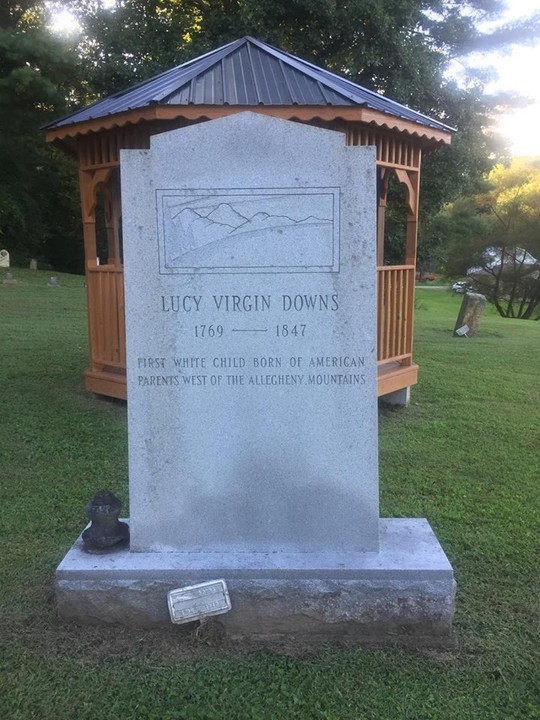 LUCY VIRGIN DOWNS
1769 — 1847
FIRST WHITE CHILD BORN OF AMERICAN
PARENTS WEST OF THE ALLEGHENY MOUNTAINS